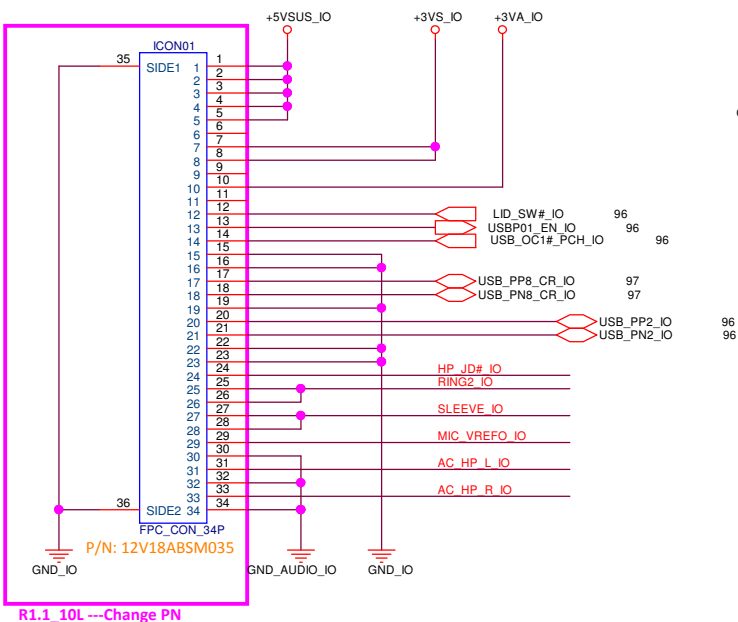 +5VSUS_IO +3VS_IO +3VA_IO
ICON01
35 SIDE1 1 1
2 2
3 3
4 4
5 5
6 6
7 7
8 8
9 9
10 10
11 11
12 12 LID_SW#_IO 96
13 13 USBP01_EN_IO 96
14 14 USB_OC1#_PCH_IO 96
15 15
16 16
17 17 USB_PP8_CR_IO 97
18 18 USB_PN8_CR_IO 97
19 19
20 20 USB_PP2_IO 96
21 21 USB_PN2_IO 96
22 22
23 23
24 24 HP_JD#_IO
25 25 RING2_IO
26 26
27 27 SLEEVE_IO
28 28
29 29 MIC_VREFO_IO
30 30
31 31 AC_HP_L_IO
32 32
33 33 AC_HP_R_IO
36 SIDE2 34 34
FPC_CON_34P
P/N: 12V18ABSM035
GND_IO GND_AUDIO_IO GND_IO
R1.1_10L ---Change PN